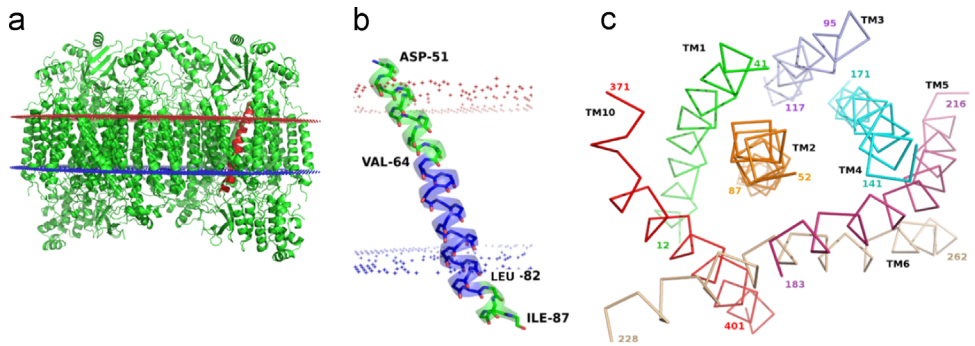 a
b
c
ASP-51
VAL-64
LEU -82
ILE-87
95
TM3
TM1
41
371
171
TM5
117
216
TM10
TM2
TM4
52
87
141
12
TM6
262
183
401
228